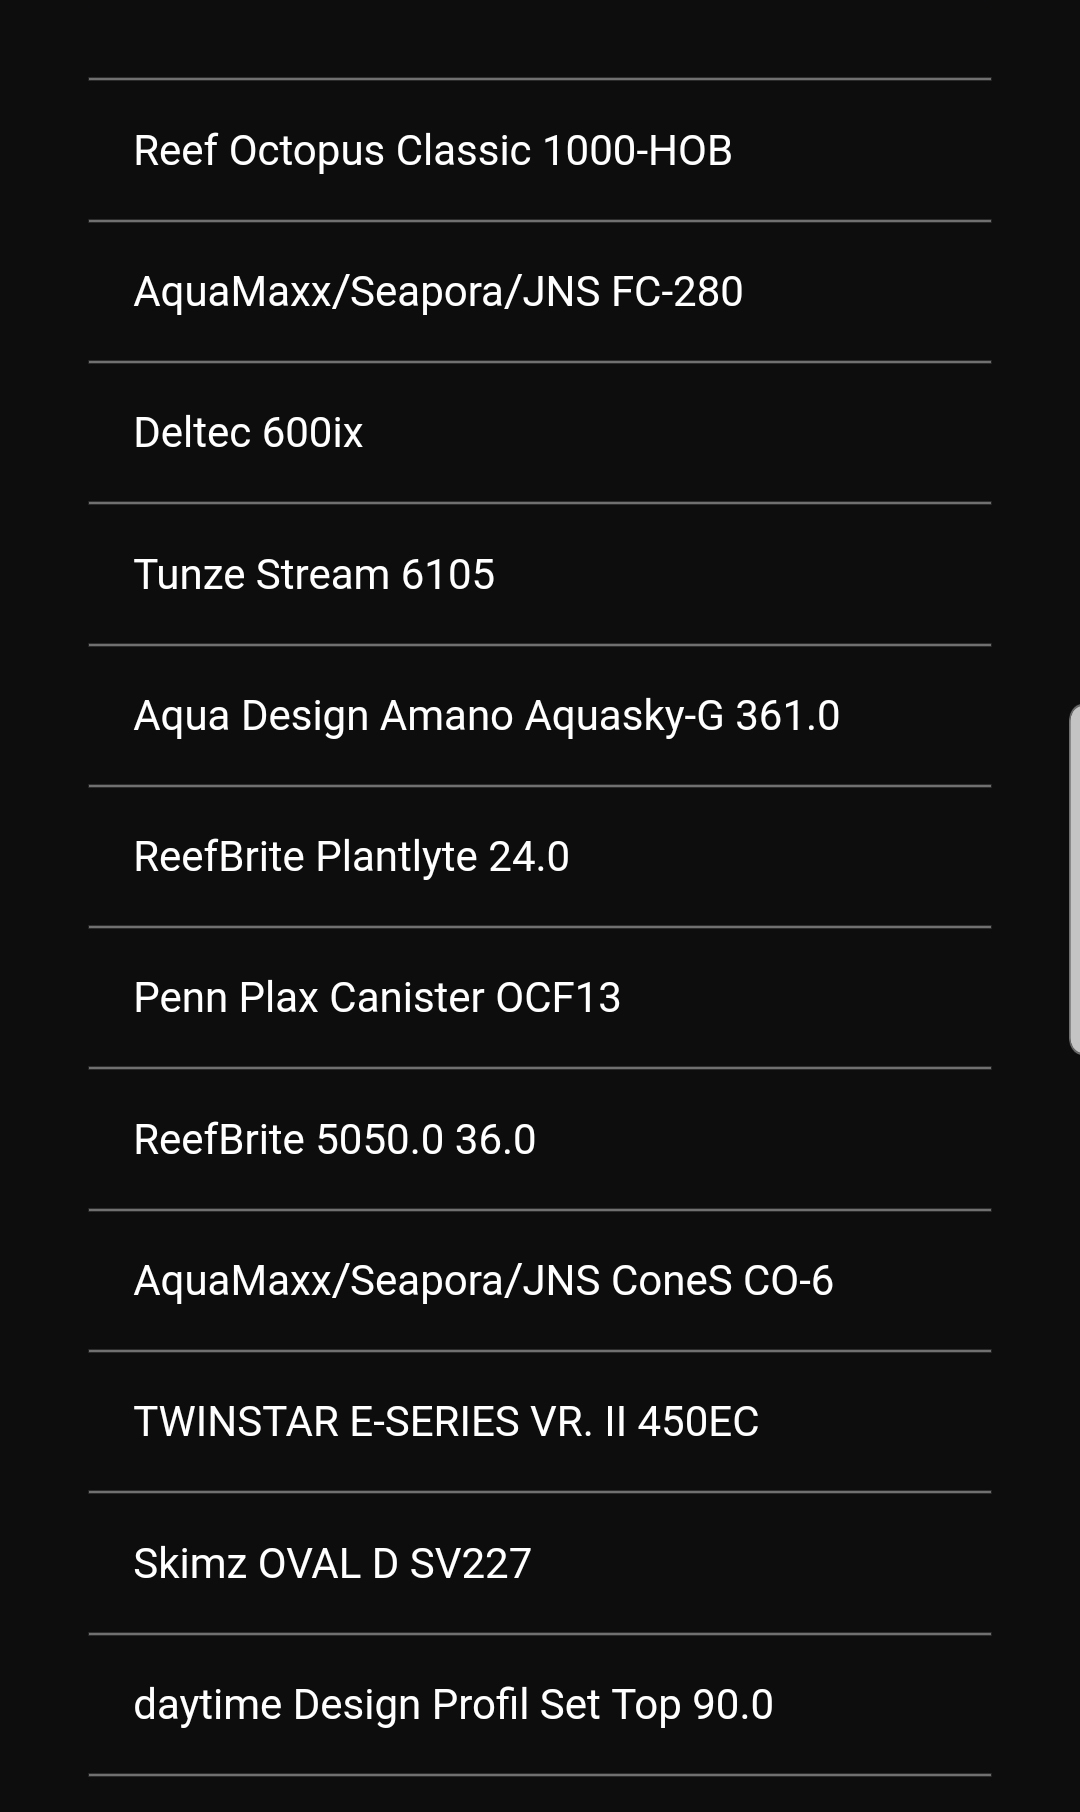 Reef Octopus Classic 1000-HOB
AquaMaxx/Seapora/JNS FC-280
Deltec 600ix
Tunze Stream 6105
Aqua Design Amano Aquasky-G 361.0
ReefBrite Plantlyte 24.0
Penn Plax Canister OCF13
ReefBrite 5050.0 36.0
AquaMaxx/Seapora/JNS ConeS CO-6
TWINSTAR E-SERIES VR. II 450EC
Skimz OVAL D SV227
daytime Design Profil Set Top 90.0